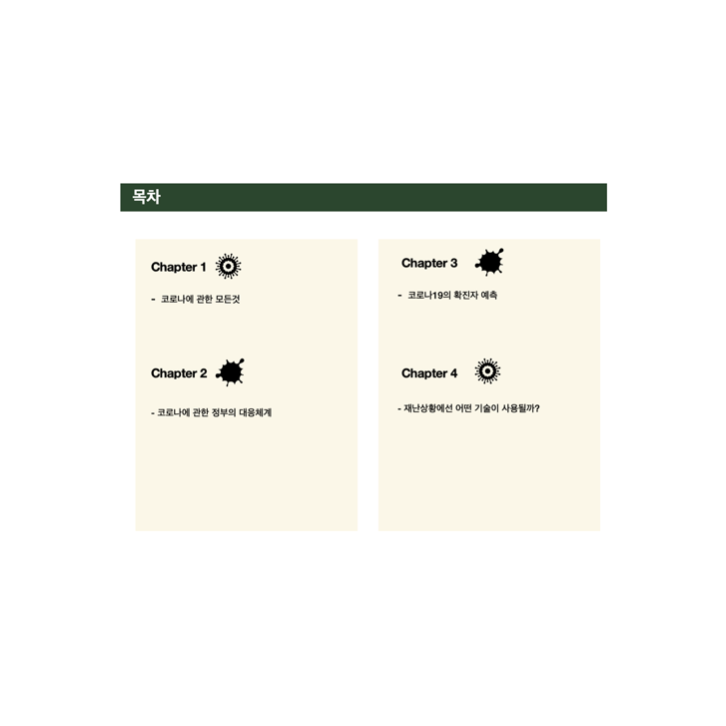 목차
Chapter 1
- 코로나에 관한 모든것
Chapter 2
- 코로나에 관한 정부의 대응체계
Chapter 3
- 코로나19의 확진자 예측
Chapter 4
- 재난상황에선 어떤 기술이 사용될까?